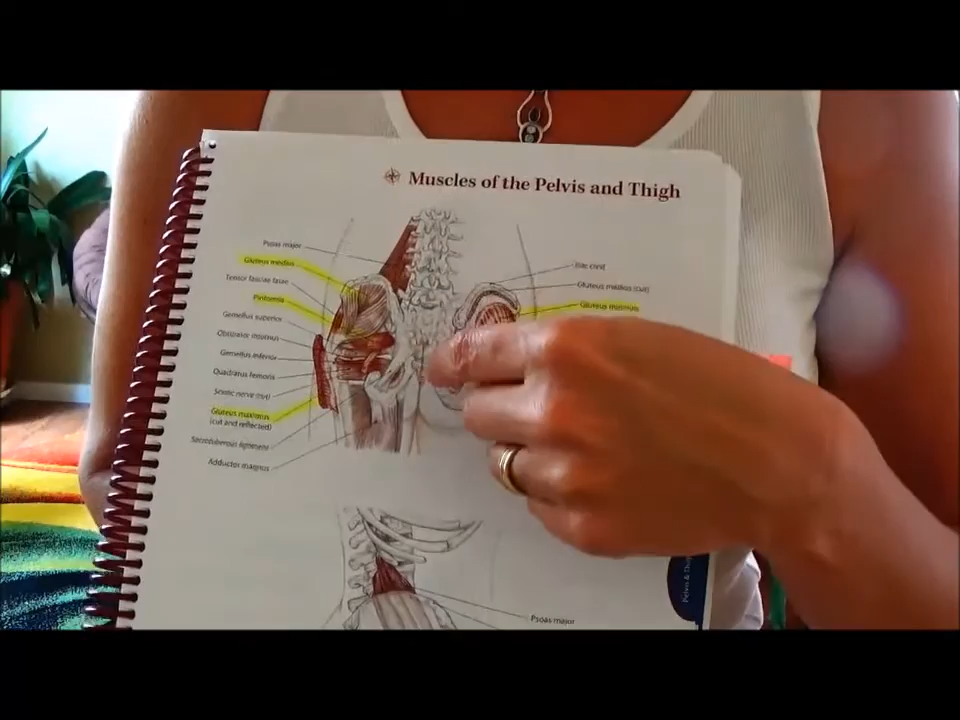 Muscles of the Pelvis and Thigh
Psoas major
Gluteus medius
Tensor fasciae latae
Piriformis
Gemellus superior
Obturator internus
Gemellus inferior
Quadratus femoris
Sciatic nerve (cut)
Gluteus maximus
(cut and reflected)
Sacrotuberous ligament
Adductor magnus
Iliac crest
Gluteus medius (cut)
Gluteus minimus
Psoas major
Pelvis &